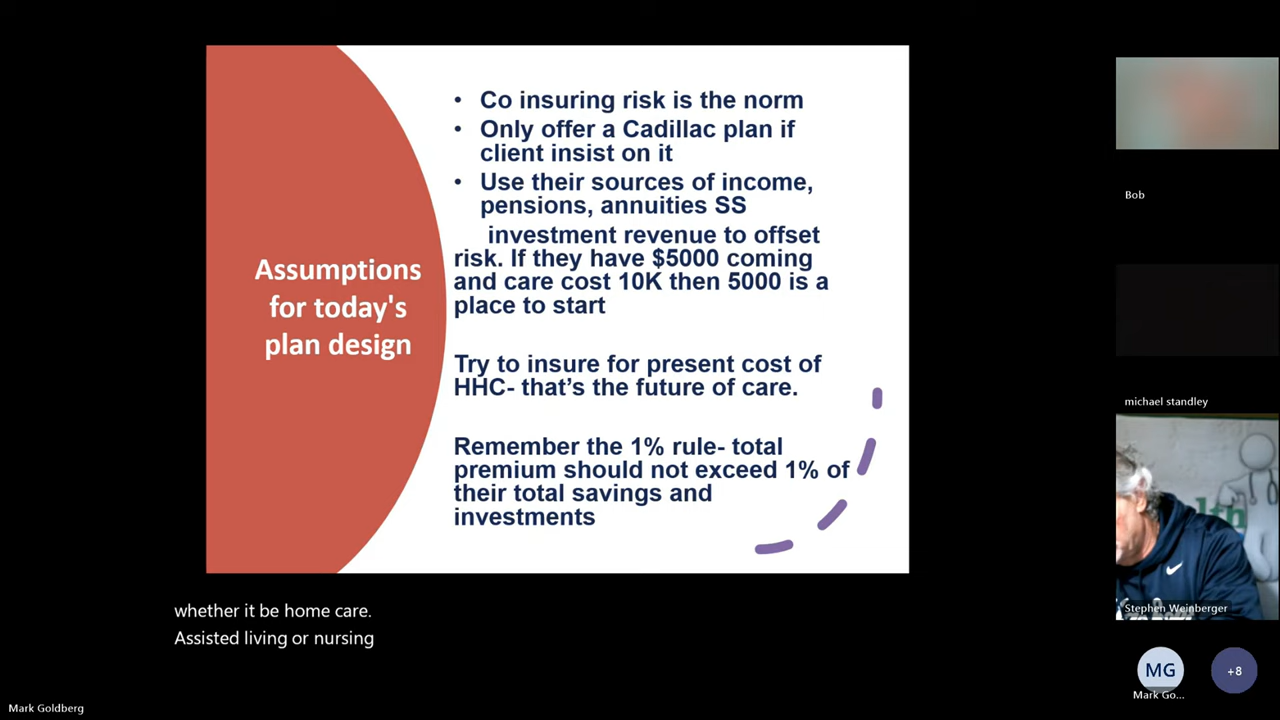 Assumptions
for today's
plan design
• Co insuring risk is the norm
• Only offer a Cadillac plan if
client insist on it
• Use their sources of income,
pensions, annuities SS
investment revenue to offset
risk. If they have $5000 coming
and care cost 10K then 5000 is a
place to start
Try to insure for present cost of
HHC- that’s the future of care.
Remember the 1% rule- total
premium should not exceed 1% of
their total savings and
investments
whether it be home care.
Assisted living or nursing
Mark Goldberg
Bob
michael standley
Stephen Weinberger
MG
Mark Go...
+8